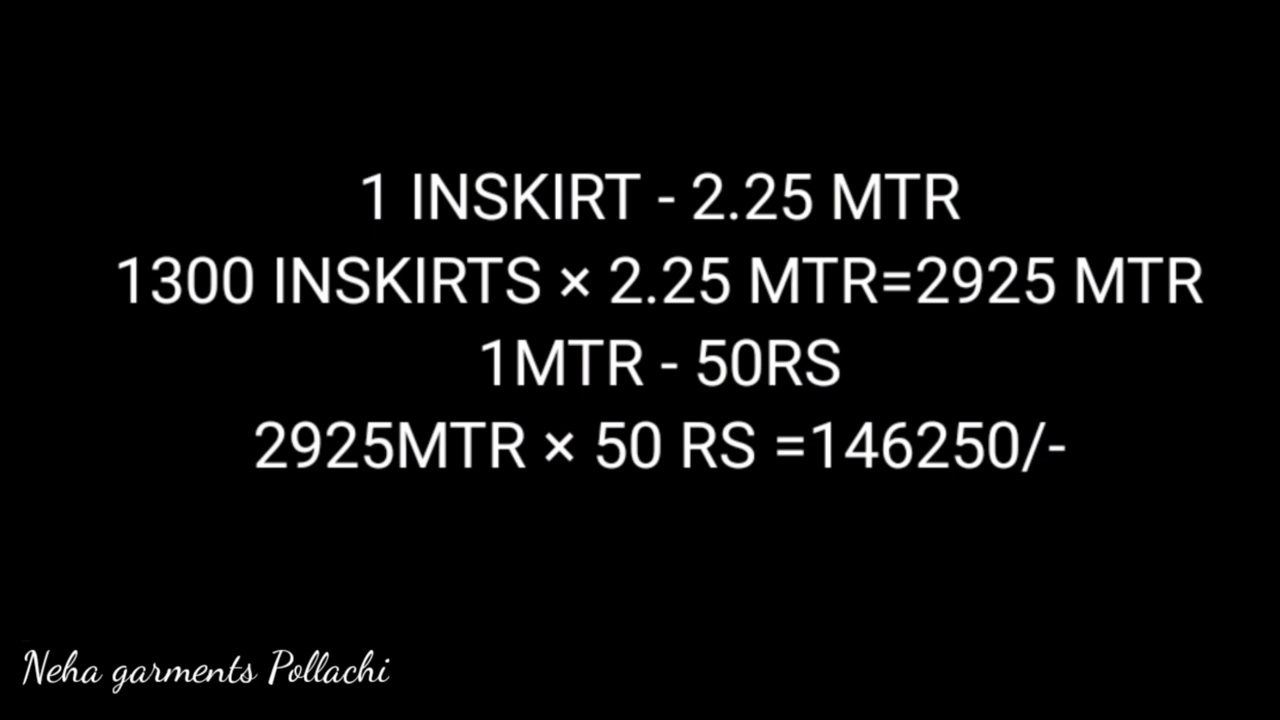 1 INSKIRT - 2.25 MTR
1300 INSKIRTS × 2.25 MTR=2925 MTR
1MTR - 50RS
2925MTR × 50 RS =146250/-
Neha garments Pollachi